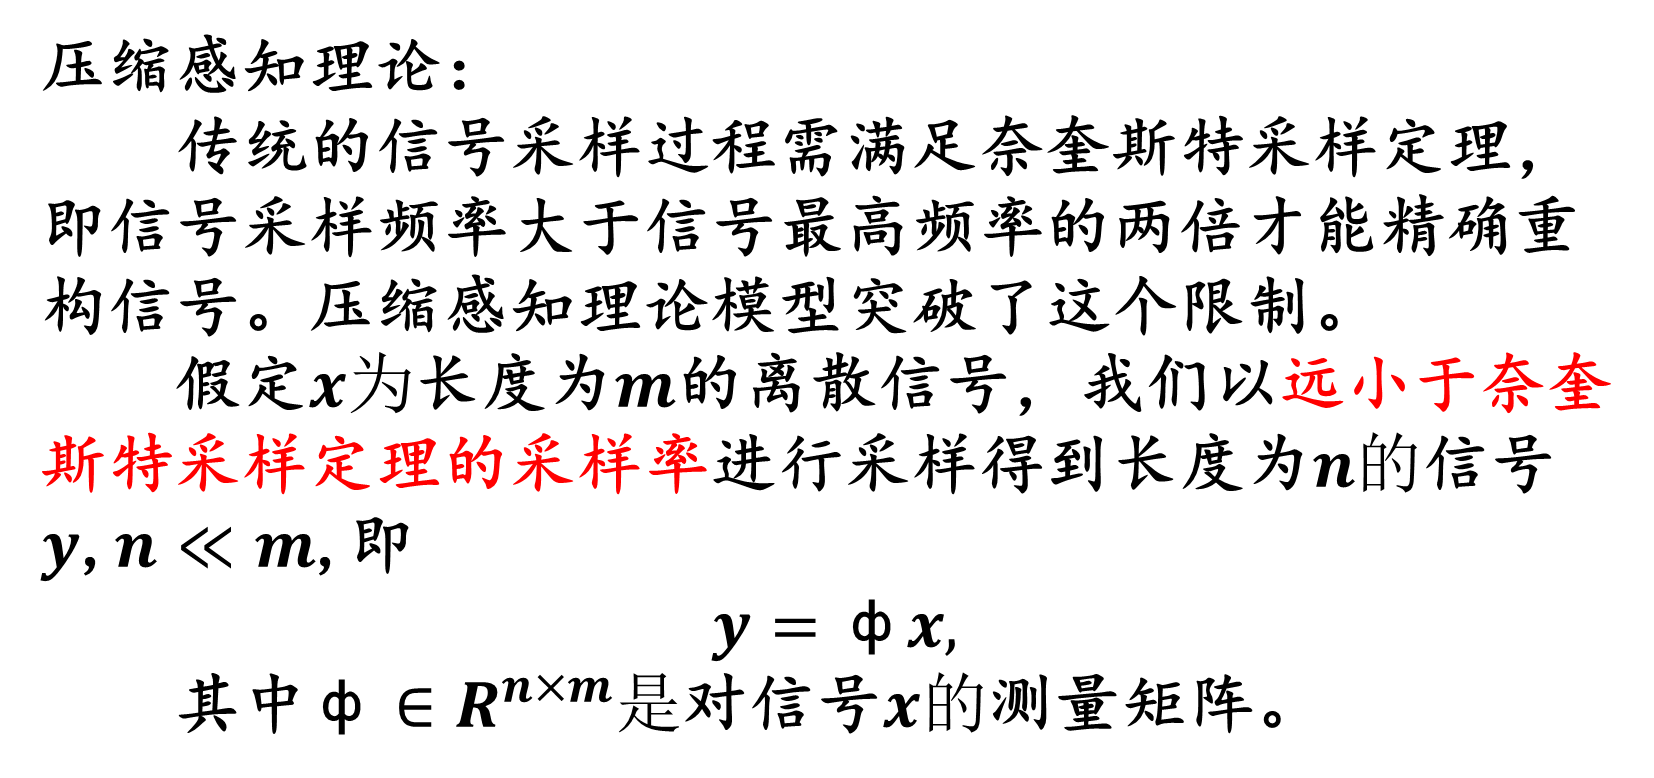 压缩感知理论：
传统的信号采样过程需满足奈奎斯特采样定理，
即信号采样频率大于信号最高频率的两倍才能精确重
构信号。压缩感知理论模型突破了这个限制。
假定x为长度为m的离散信号，我们以远小于奈奎
斯特采样定理的采样率进行采样得到长度为n的信号
y, n ≪ m, 即
y = ф x,
其中 ф ∈ Rⁿ×ᵐ是对信号x的测量矩阵。